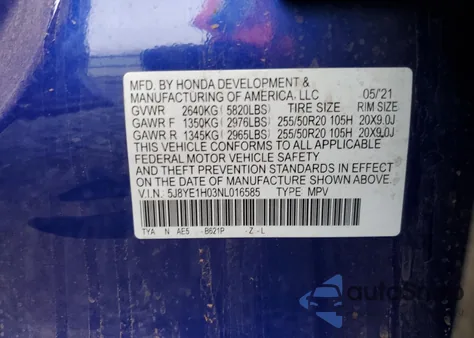 MFD. BY HONDA DEVELOPMENT &
MANUFACTURING OF AMERICA, LLC 05/'21
GVWR 2640KG (5820LBS) TIRE SIZE RIM SIZE
GAWR F 1350KG (2976LBS) 255/50R20 105H 20X9.0J
GAWR R 1345KG (2965LBS) 255/50R20 105H 20X9.0J
THIS VEHICLE CONFORMS TO ALL APPLICABLE
FEDERAL MOTOR VEHICLE SAFETY
AND THEFT PREVENTION STANDARDS IN EFFECT ON
THE DATE OF MANUFACTURE SHOWN ABOVE.
V.I.N. 5J8YE1H03NL016585 TYPE MPV
TYA N AE5 B621P Z-L